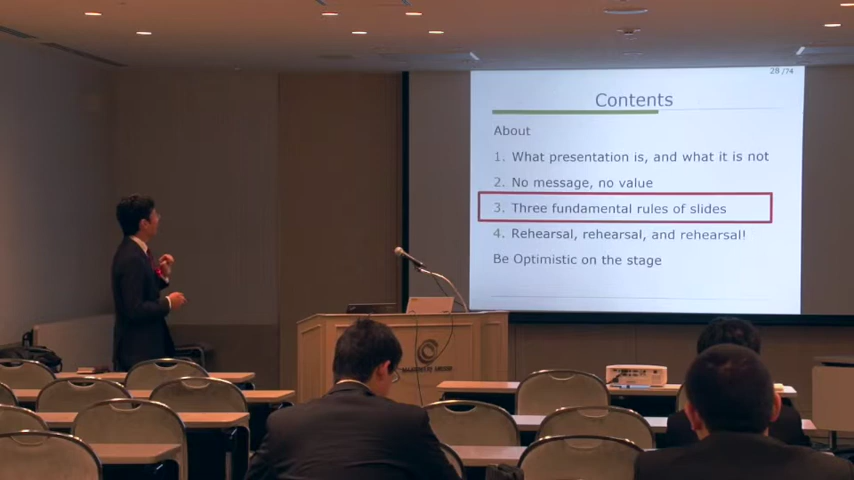 28 /74
Contents
About
1. What presentation is, and what it is not
2. No message, no value
3. Three fundamental rules of slides
4. Rehearsal, rehearsal, and rehearsal!
Be Optimistic on the stage